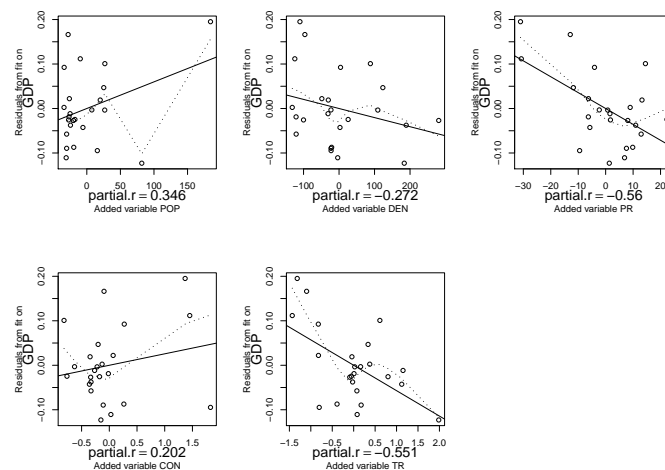 Residuals from fit on
GDP
-0.10
0.00
0.10
0.20
0
50
100
150
partial.r = 0.346
Added variable POP
Residuals from fit on
GDP
-0.10
0.00
0.10
0.20
-100
0
100
200
partial.r = -0.272
Added variable DEN
Residuals from fit on
GDP
-0.10
0.00
0.10
0.20
-30
-20
-10
0
10
20
partial.r = -0.56
Added variable PR
Residuals from fit on
GDP
-0.10
0.00
0.10
0.20
-0.5
0.0
0.5
1.0
1.5
partial.r = 0.202
Added variable CON
Residuals from fit on
GDP
-0.10
0.00
0.10
0.20
-1.5
-0.5
0.5
1.0
1.5
2.0
partial.r = -0.551
Added variable TR